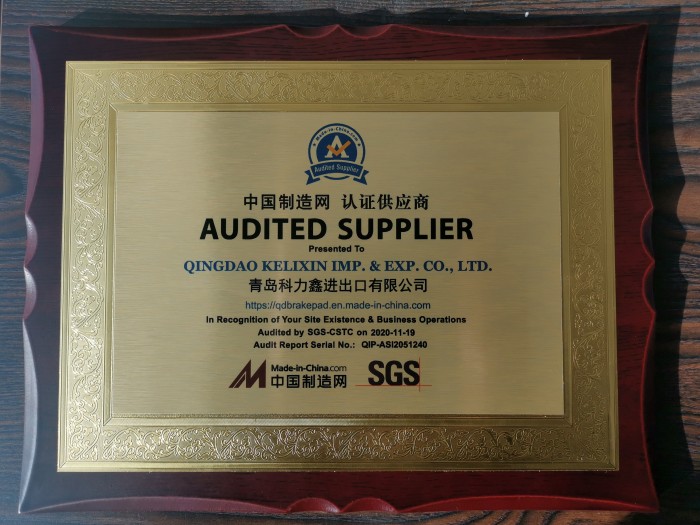 Made-in-China.com
Audited Supplier
中国制造网 认证供应商
AUDITED SUPPLIER
Presented To
QINGDAO KELIXIN IMP. & EXP. CO., LTD.
青岛科力鑫进出口有限公司
https://qdbrakepad.en.made-in-china.com
In Recognition of Your Site Existence & Business Operations
Audited by SGS-CSTC on 2020-11-19
Audit Report Serial No.: QIP-ASI2051240
Made-in-China.com
中国制造网
SGS